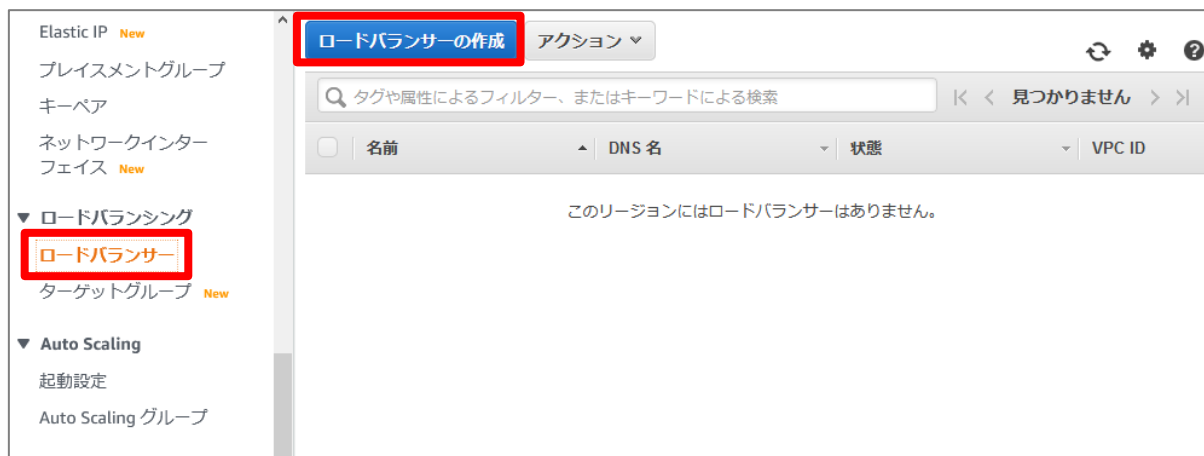 Elastic IP New
プレイスメントグループ
キーペア
ネットワークインター
フェイス New
▼ ロードバランシング
ロードバランサー
ターゲットグループ New
▼ Auto Scaling
起動設定
Auto Scaling グループ
ロードバランサーの作成 アクション
タグや属性によるフィルター、またはキーワードによる検索 見つかりません
名前 DNS 名 状態 VPC ID
このリージョンにはロードバランサーはありません。